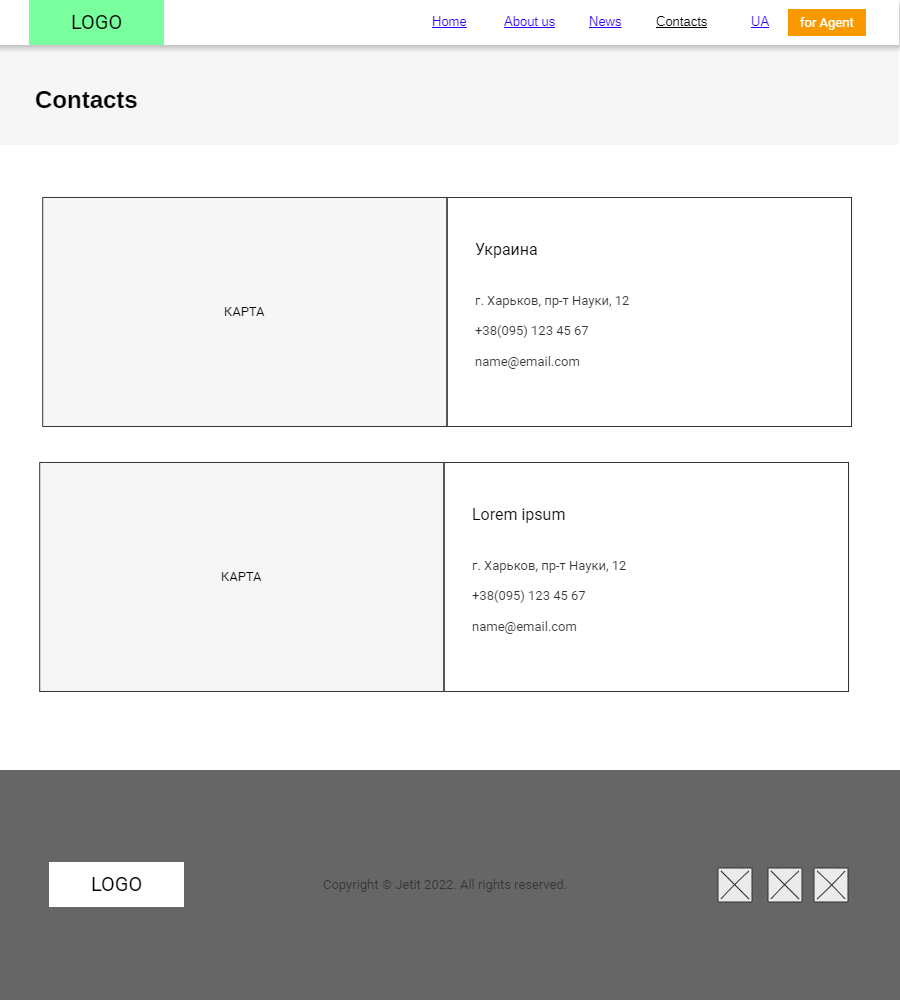 LOGO
Home
About us
News
Contacts
UA
for Agent
Contacts
КАРТА
Украина
г. Харьков, пр-т Науки, 12
+38(095) 123 45 67
name@email.com
КАРТА
Lorem ipsum
г. Харьков, пр-т Науки, 12
+38(095) 123 45 67
name@email.com
LOGO
Copyright © Jetit 2022. All rights reserved.